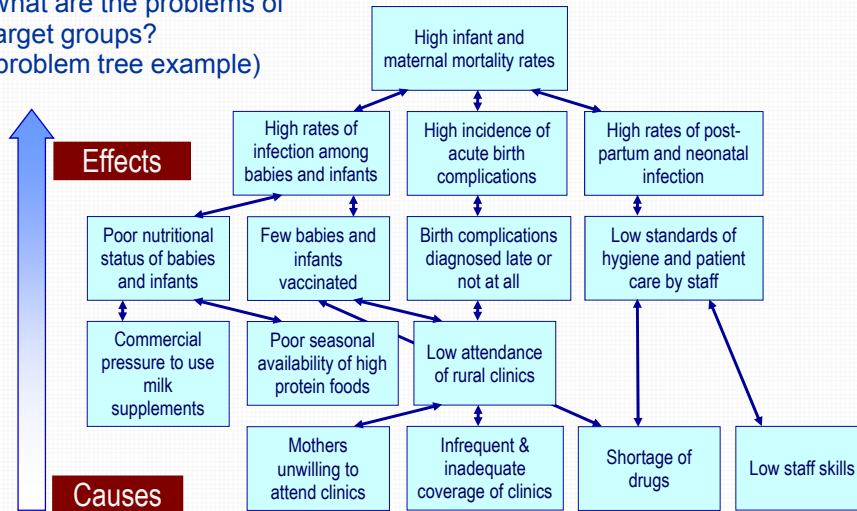 What are the problems of
target groups?
(problem tree example)
High infant and
maternal mortality rates
Effects
High rates of
infection among
babies and infants
High incidence of
acute birth
complications
High rates of post-
partum and neonatal
infection
Poor nutritional
status of babies
and infants
Few babies and
infants
vaccinated
Birth complications
diagnosed late or
not at all
Low standards of
hygiene and patient
care by staff
Commercial
pressure to use
milk
supplements
Poor seasonal
availability of high
protein foods
Low attendance
of rural clinics
Mothers
unwilling to
attend clinics
Infrequent &
inadequate
coverage of clinics
Shortage of
drugs
Low staff skills
Causes